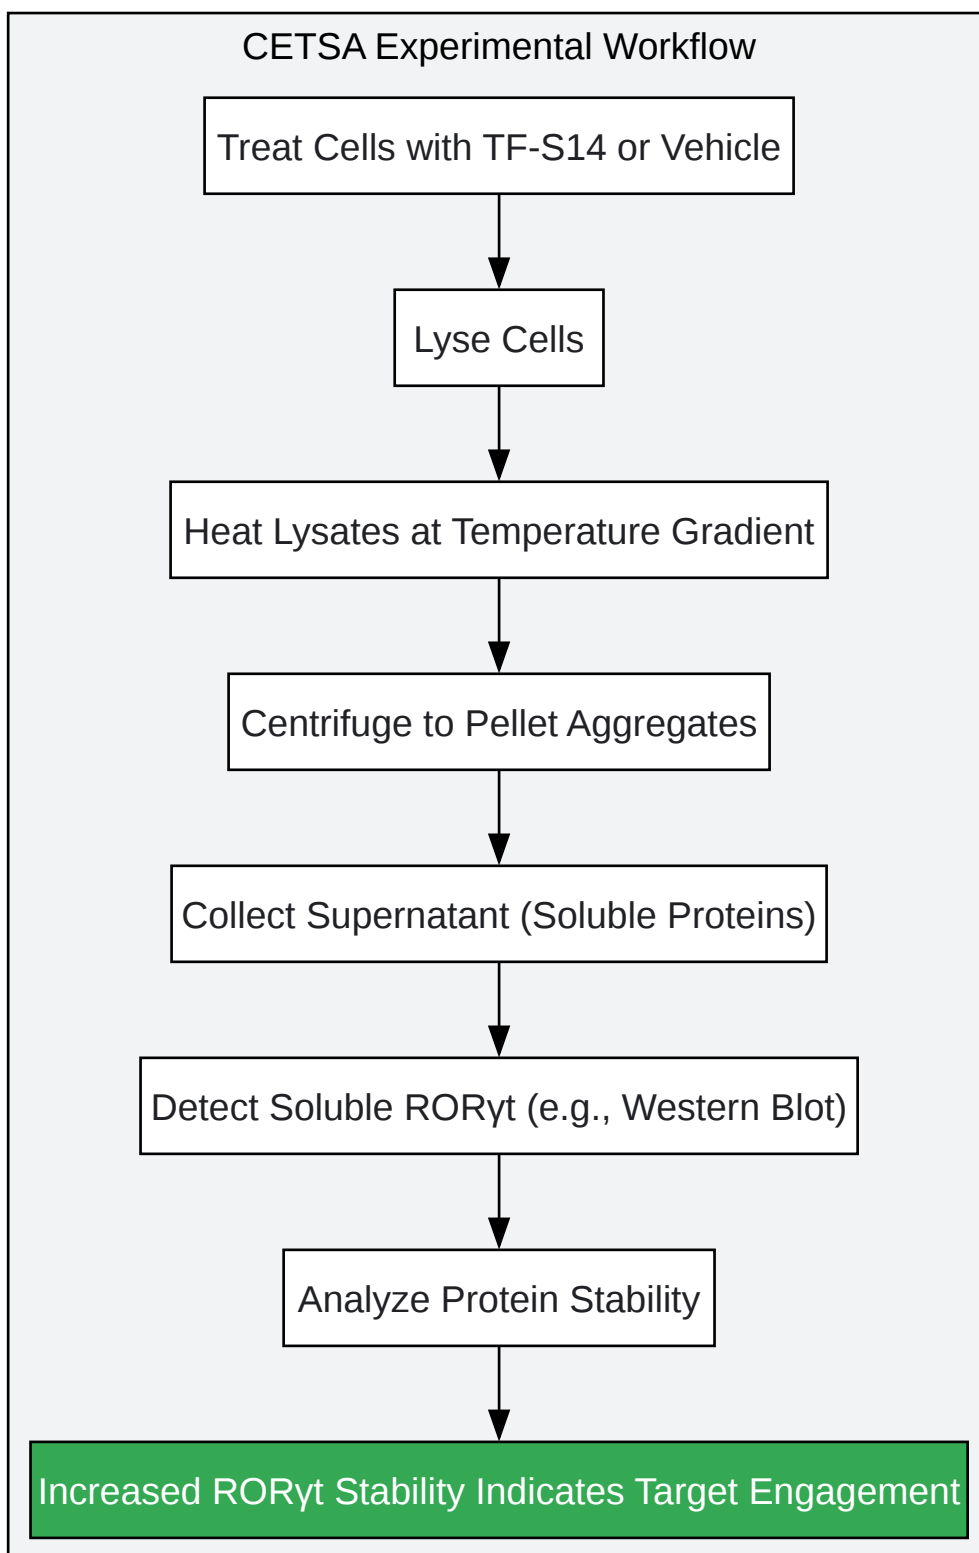 CETSA Experimental Workflow
Treat Cells with TF-S14 or Vehicle
Lyse Cells
Heat Lysates at Temperature Gradient
Centrifuge to Pellet Aggregates
Collect Supernatant (Soluble Proteins)
Detect Soluble RORγt (e.g., Western Blot)
Analyze Protein Stability
Increased RORγt Stability Indicates Target Engagement